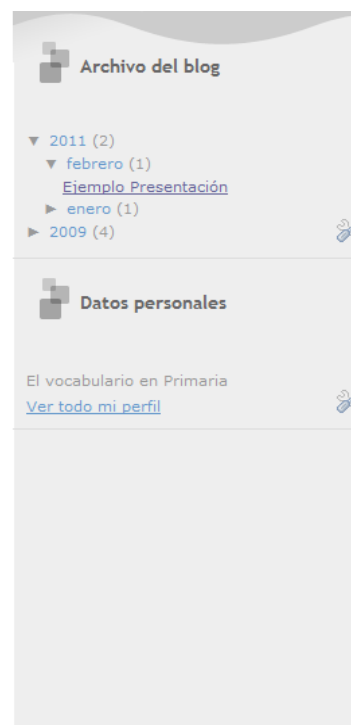 Archivo del blog
▼ 2011 (2)
▼ febrero (1)
Ejemplo Presentación
► enero (1)
► 2009 (4)
Datos personales
El vocabulario en Primaria
Ver todo mi perfil